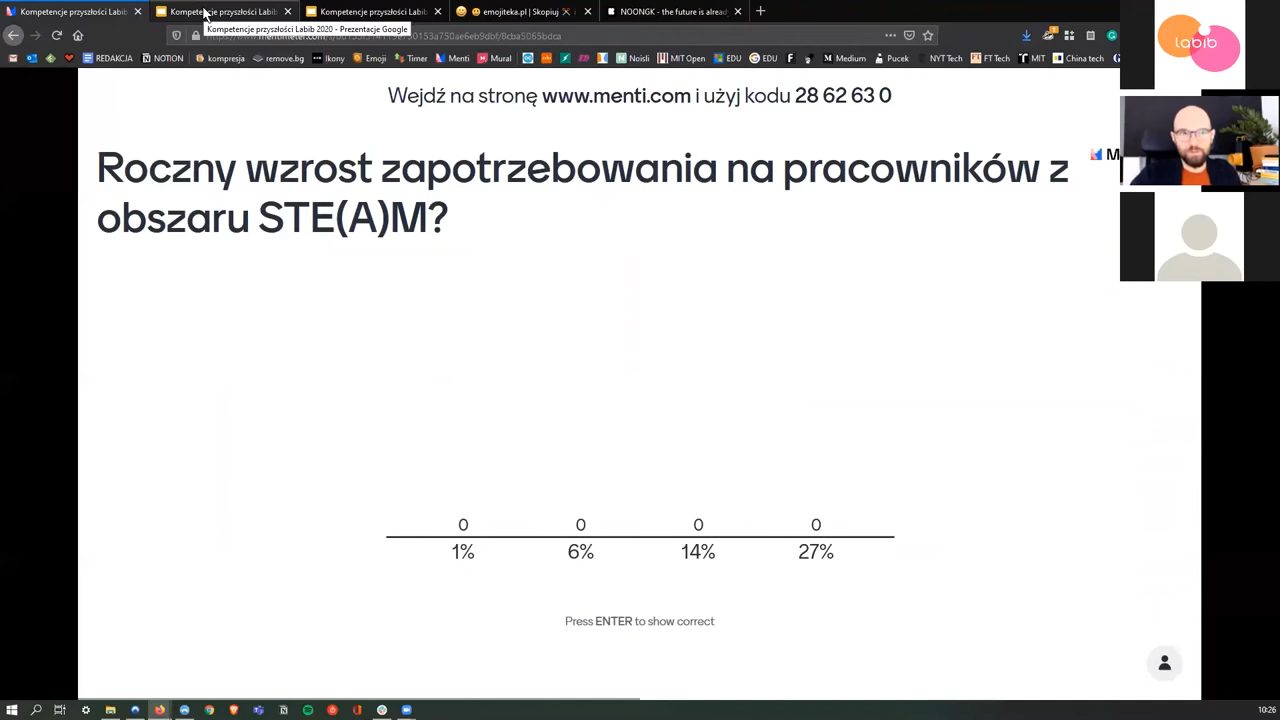 Kompetencje przyszłości Labib
Kompetencje przyszłości Labib
Kompetencje przyszłości Labib
emojiteka.pl | Skopiuj
NOONGK - the future is alread
Kompetencje przyszłości Labib 2020 - Prezentacje Google
REDAKCJA
NOTION
kompresja
remove.bg
Ikony
Emoji
Timer
Menti
Mural
Noisli
MIT Open
EDU
EDU
Medium
Pucek
NYT Tech
FT Tech
MIT
China tech
labib
Wejdź na stronę www.menti.com i użyj kodu 28 62 63 0
M
Roczny wzrost zapotrzebowania na pracowników z
obszaru STE(A)M?
0 0 0 0
1% 6% 14% 27%
Press ENTER to show correct
10:26